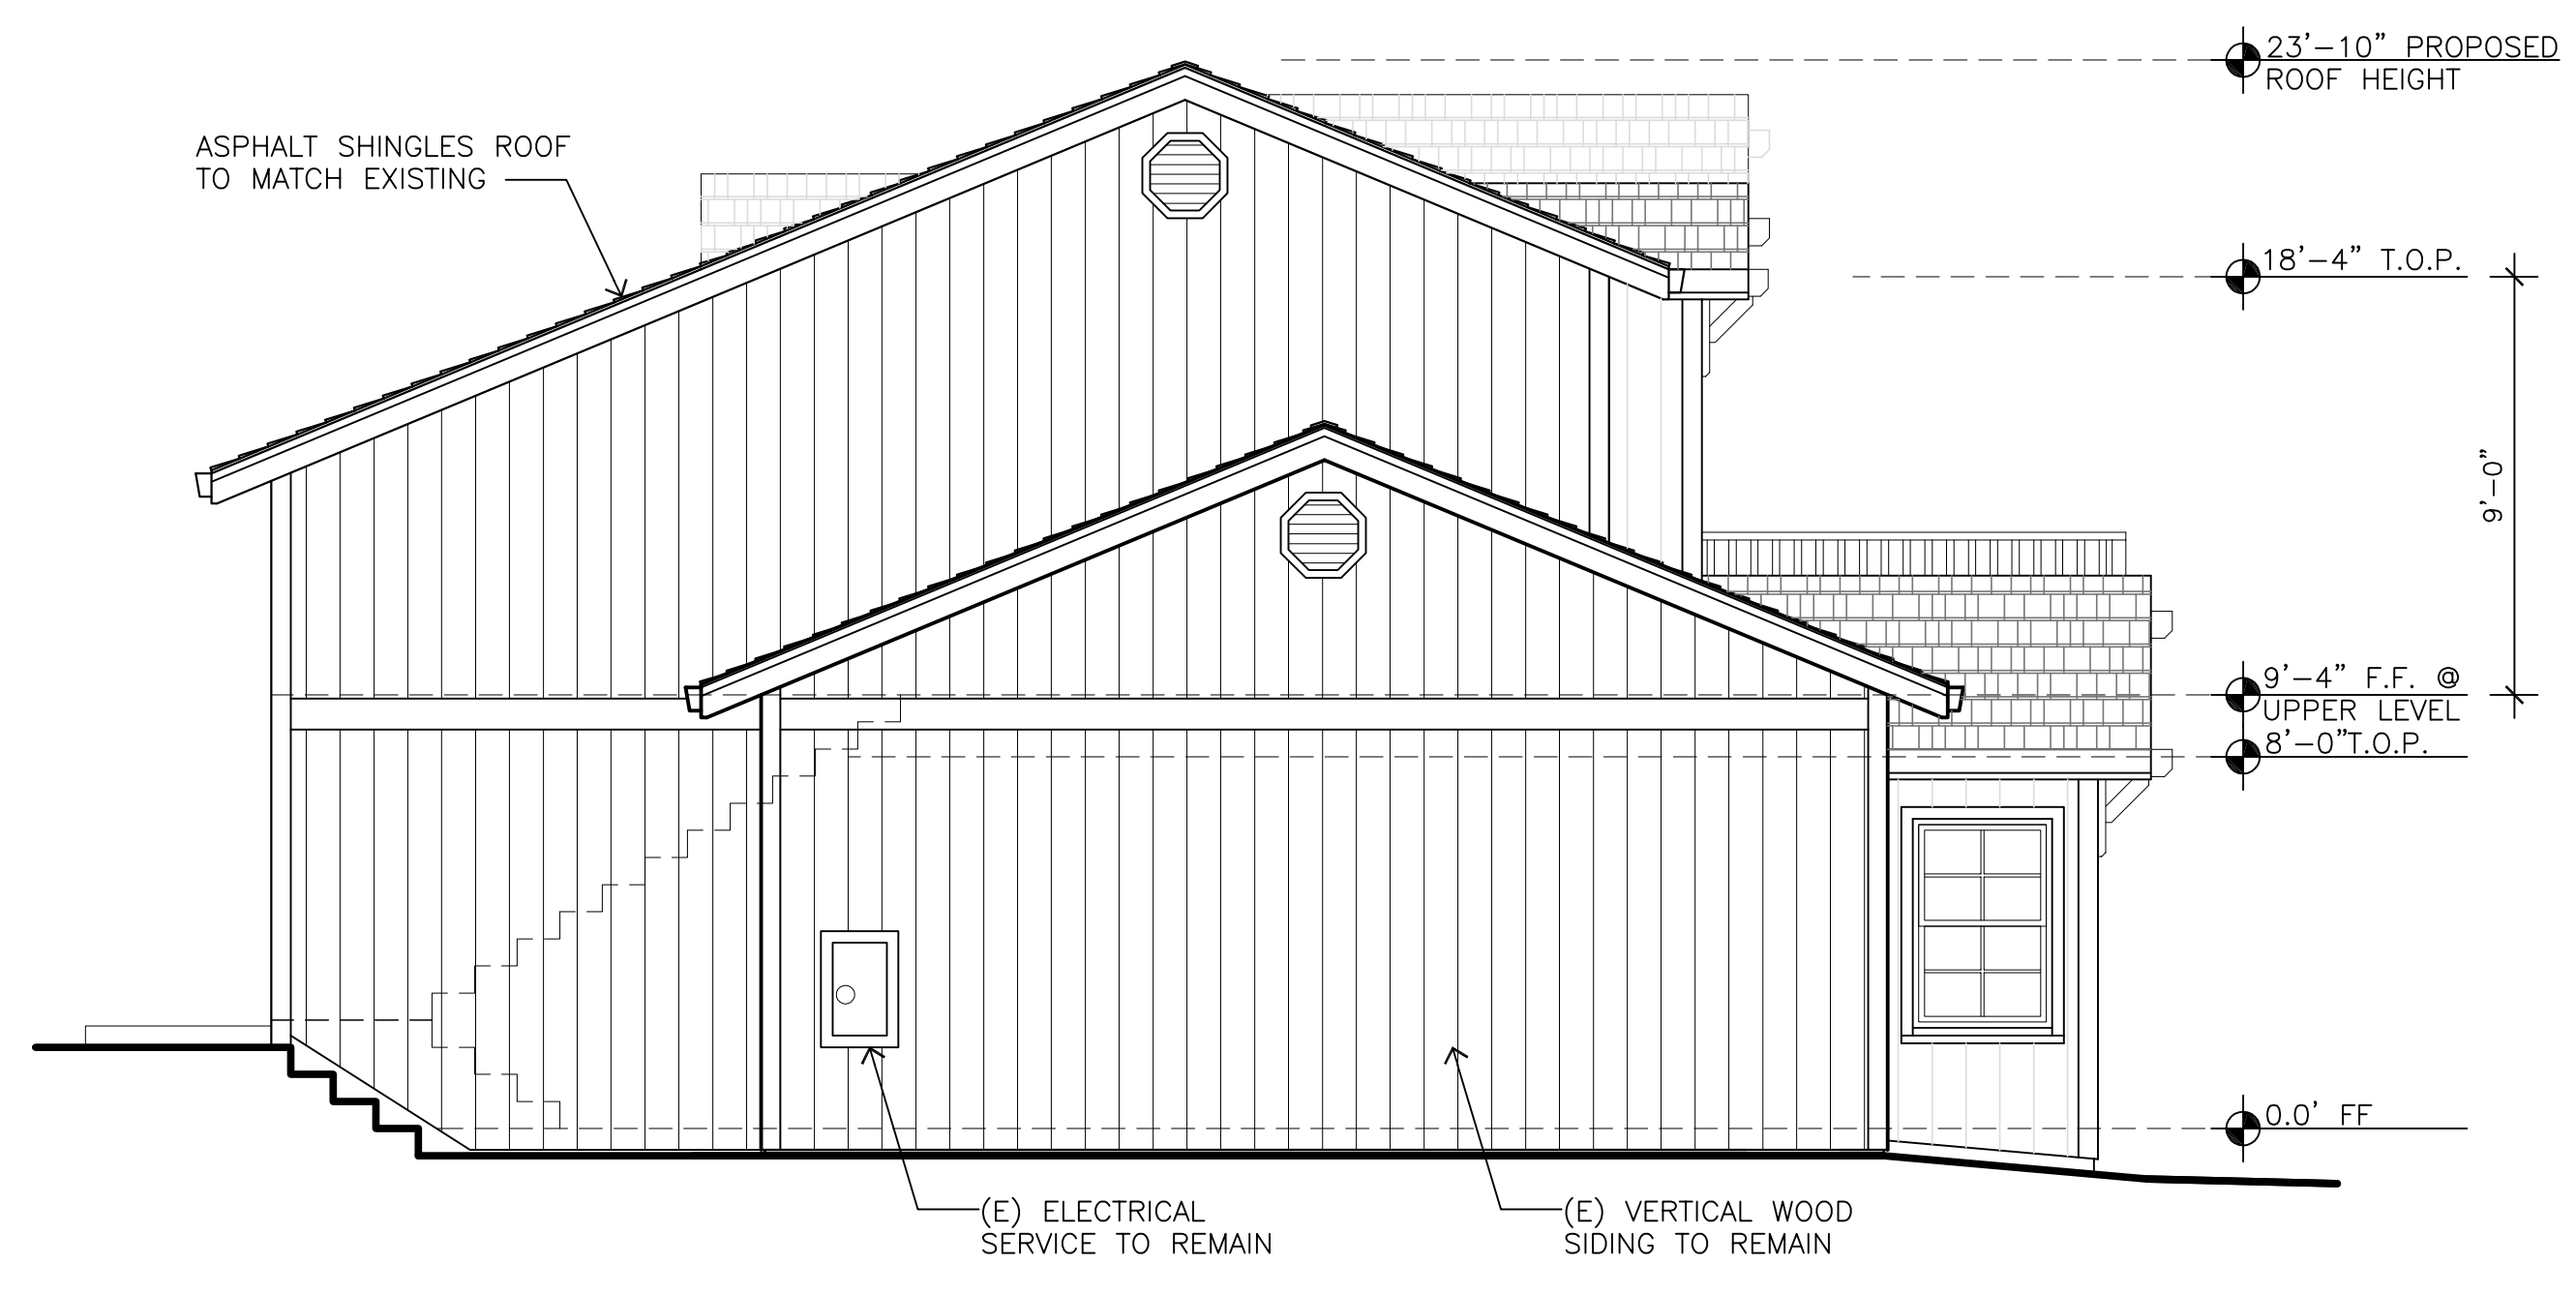 23'-10" PROPOSED
ROOF HEIGHT
ASPHALT SHINGLES ROOF
TO MATCH EXISTING
18'-4" T.O.P.
9'-0"
9'-4" F.F. @
UPPER LEVEL
8'-0"T.O.P.
0.0' FF
(E) ELECTRICAL
SERVICE TO REMAIN
(E) VERTICAL WOOD
SIDING TO REMAIN